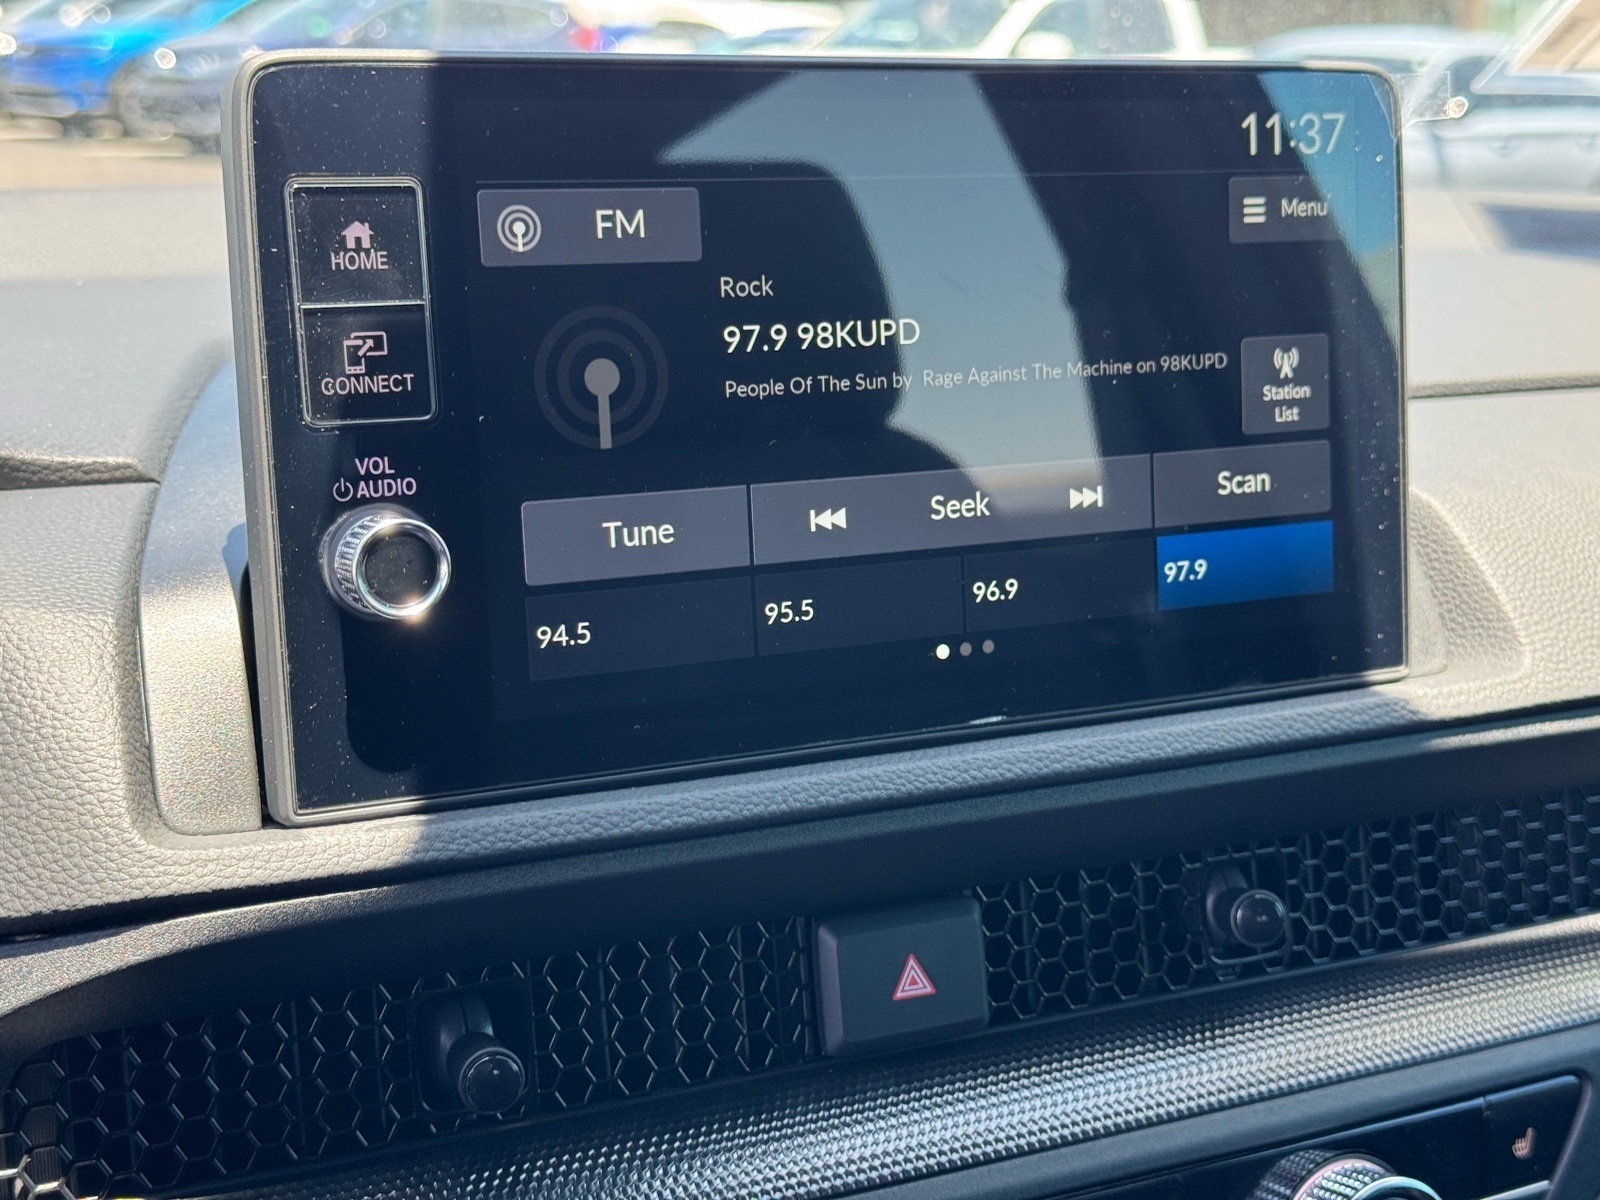 11:37
HOME
FM
Menu
Rock
97.9 98KUPD
CONNECT
People Of The Sun by Rage Against The Machine on 98KUPD
Station
List
VOL
AUDIO
Tune
Seek
Scan
94.5
95.5
96.9
97.9